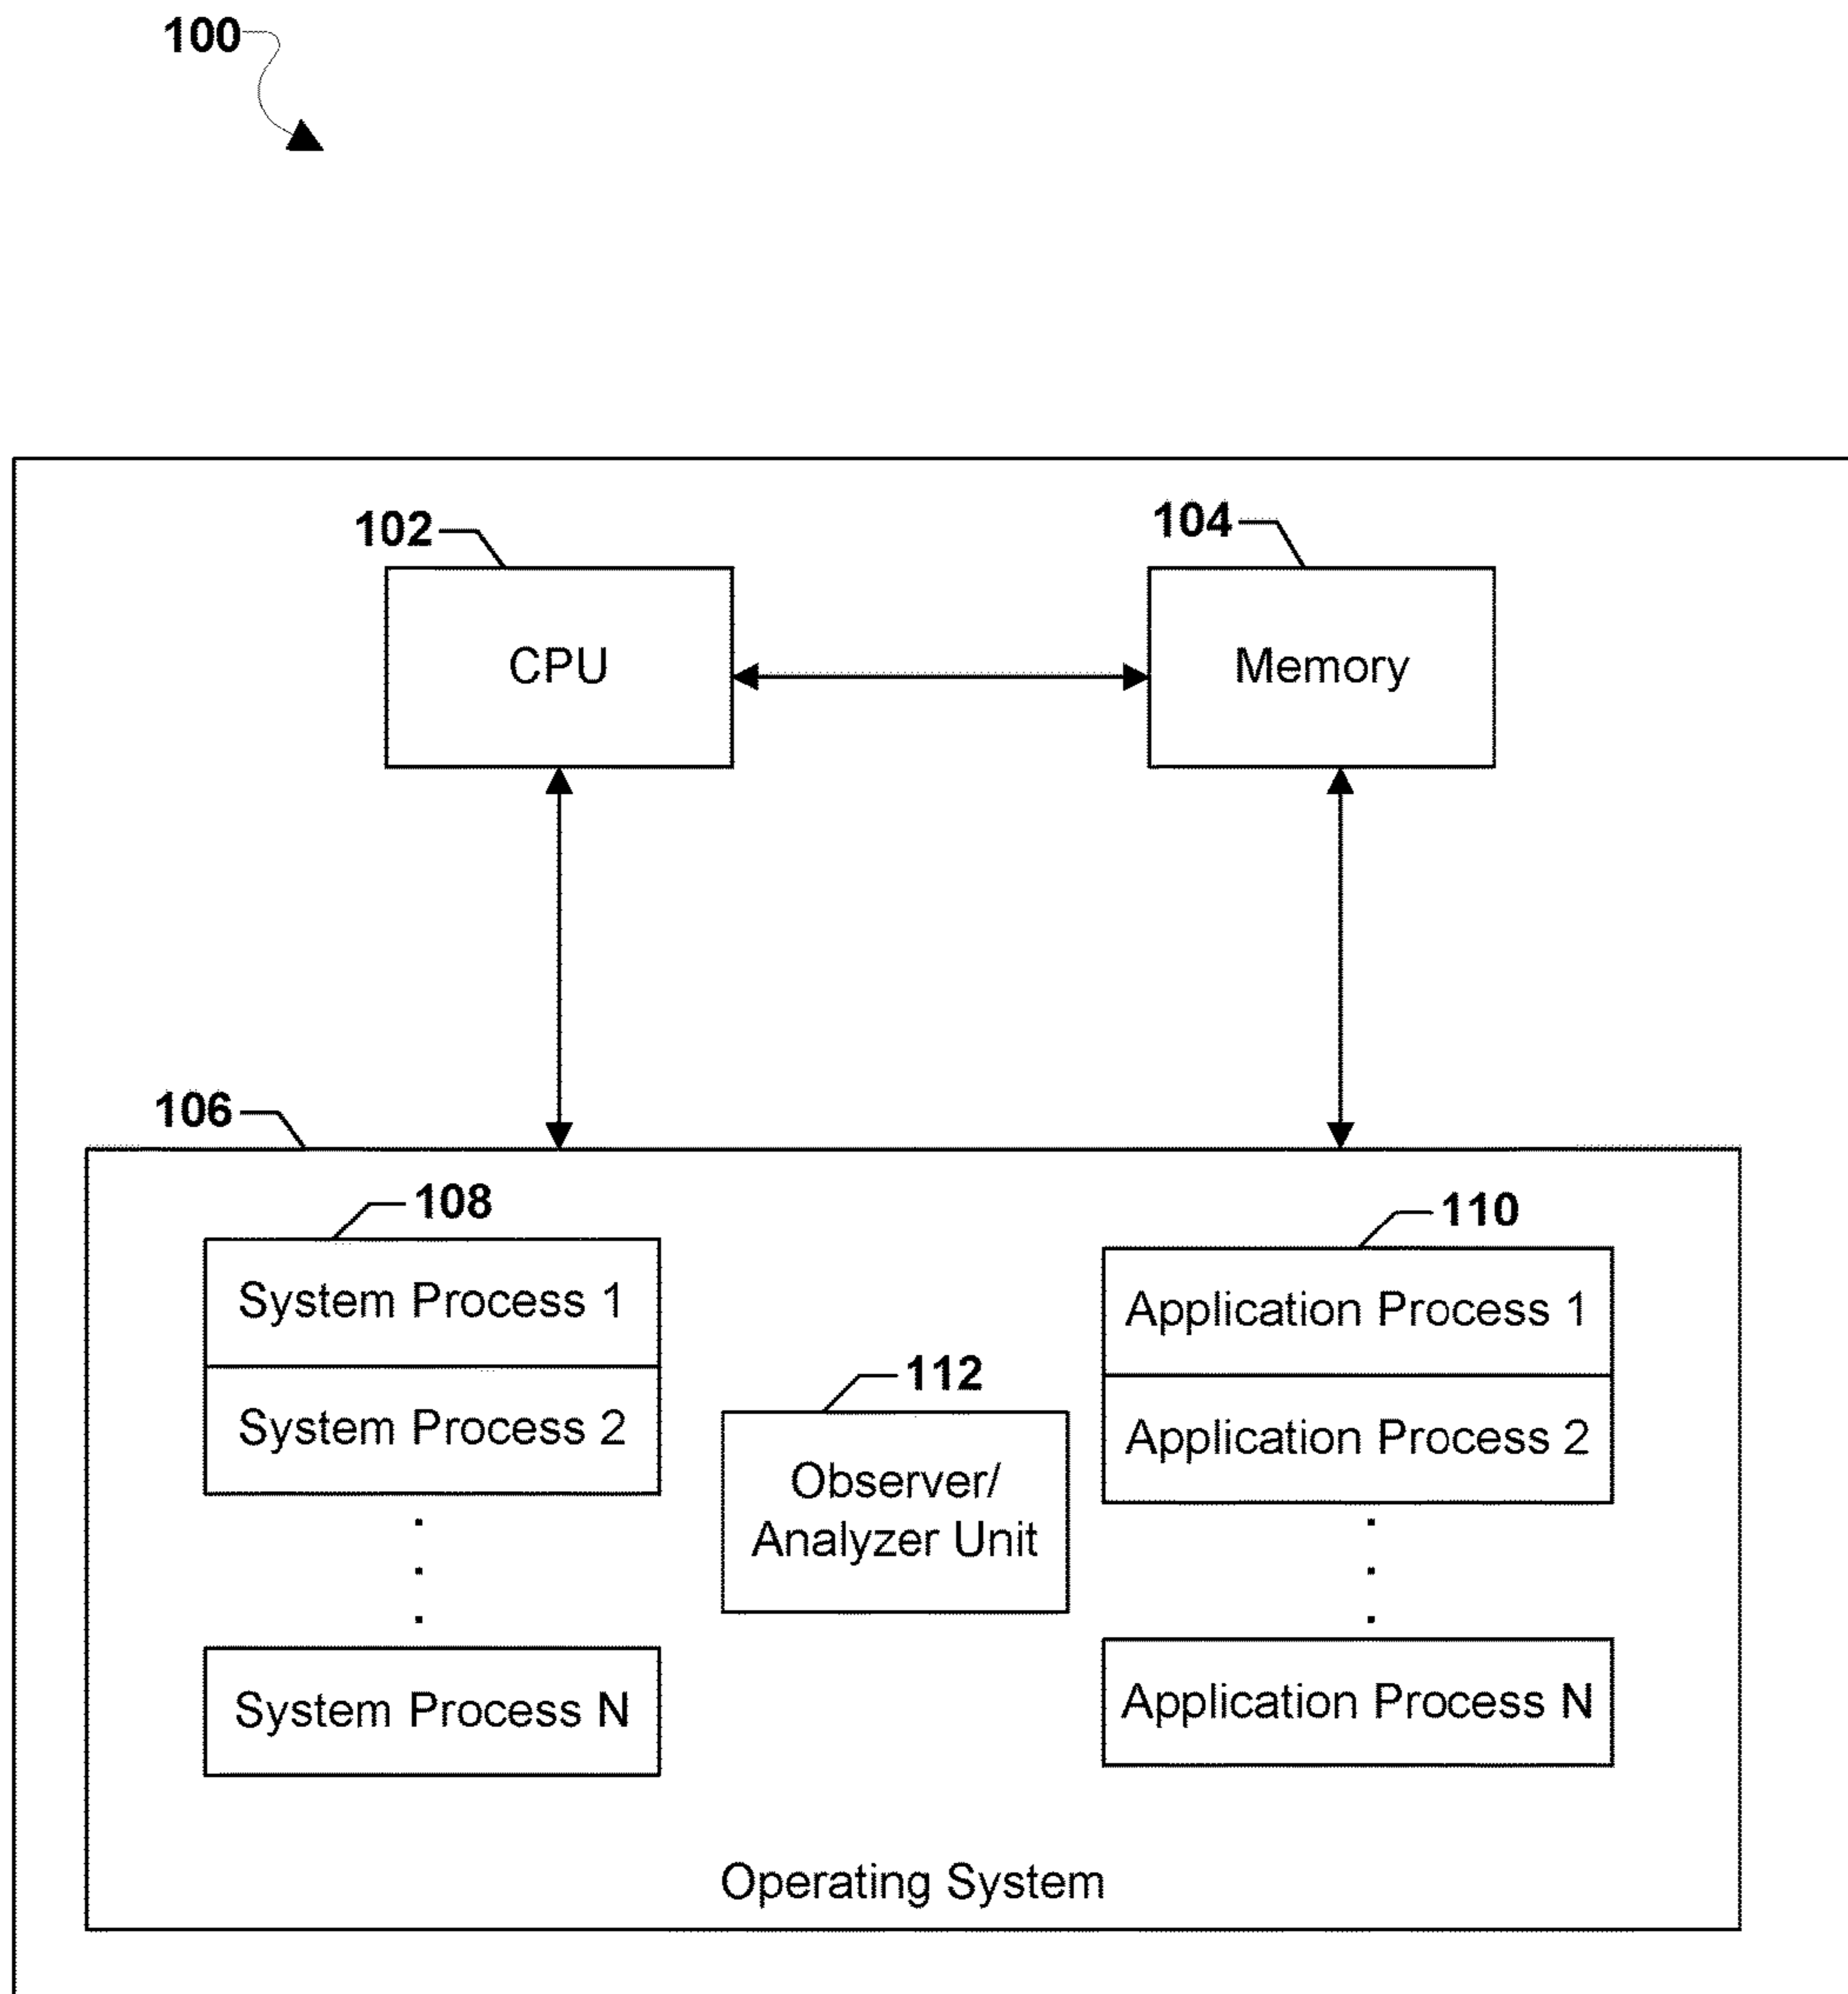 100
102
104
CPU
Memory
106
108
110
System Process 1
Application Process 1
112
System Process 2
Application Process 2
Observer/
Analyzer Unit
System Process N
Application Process N
Operating System